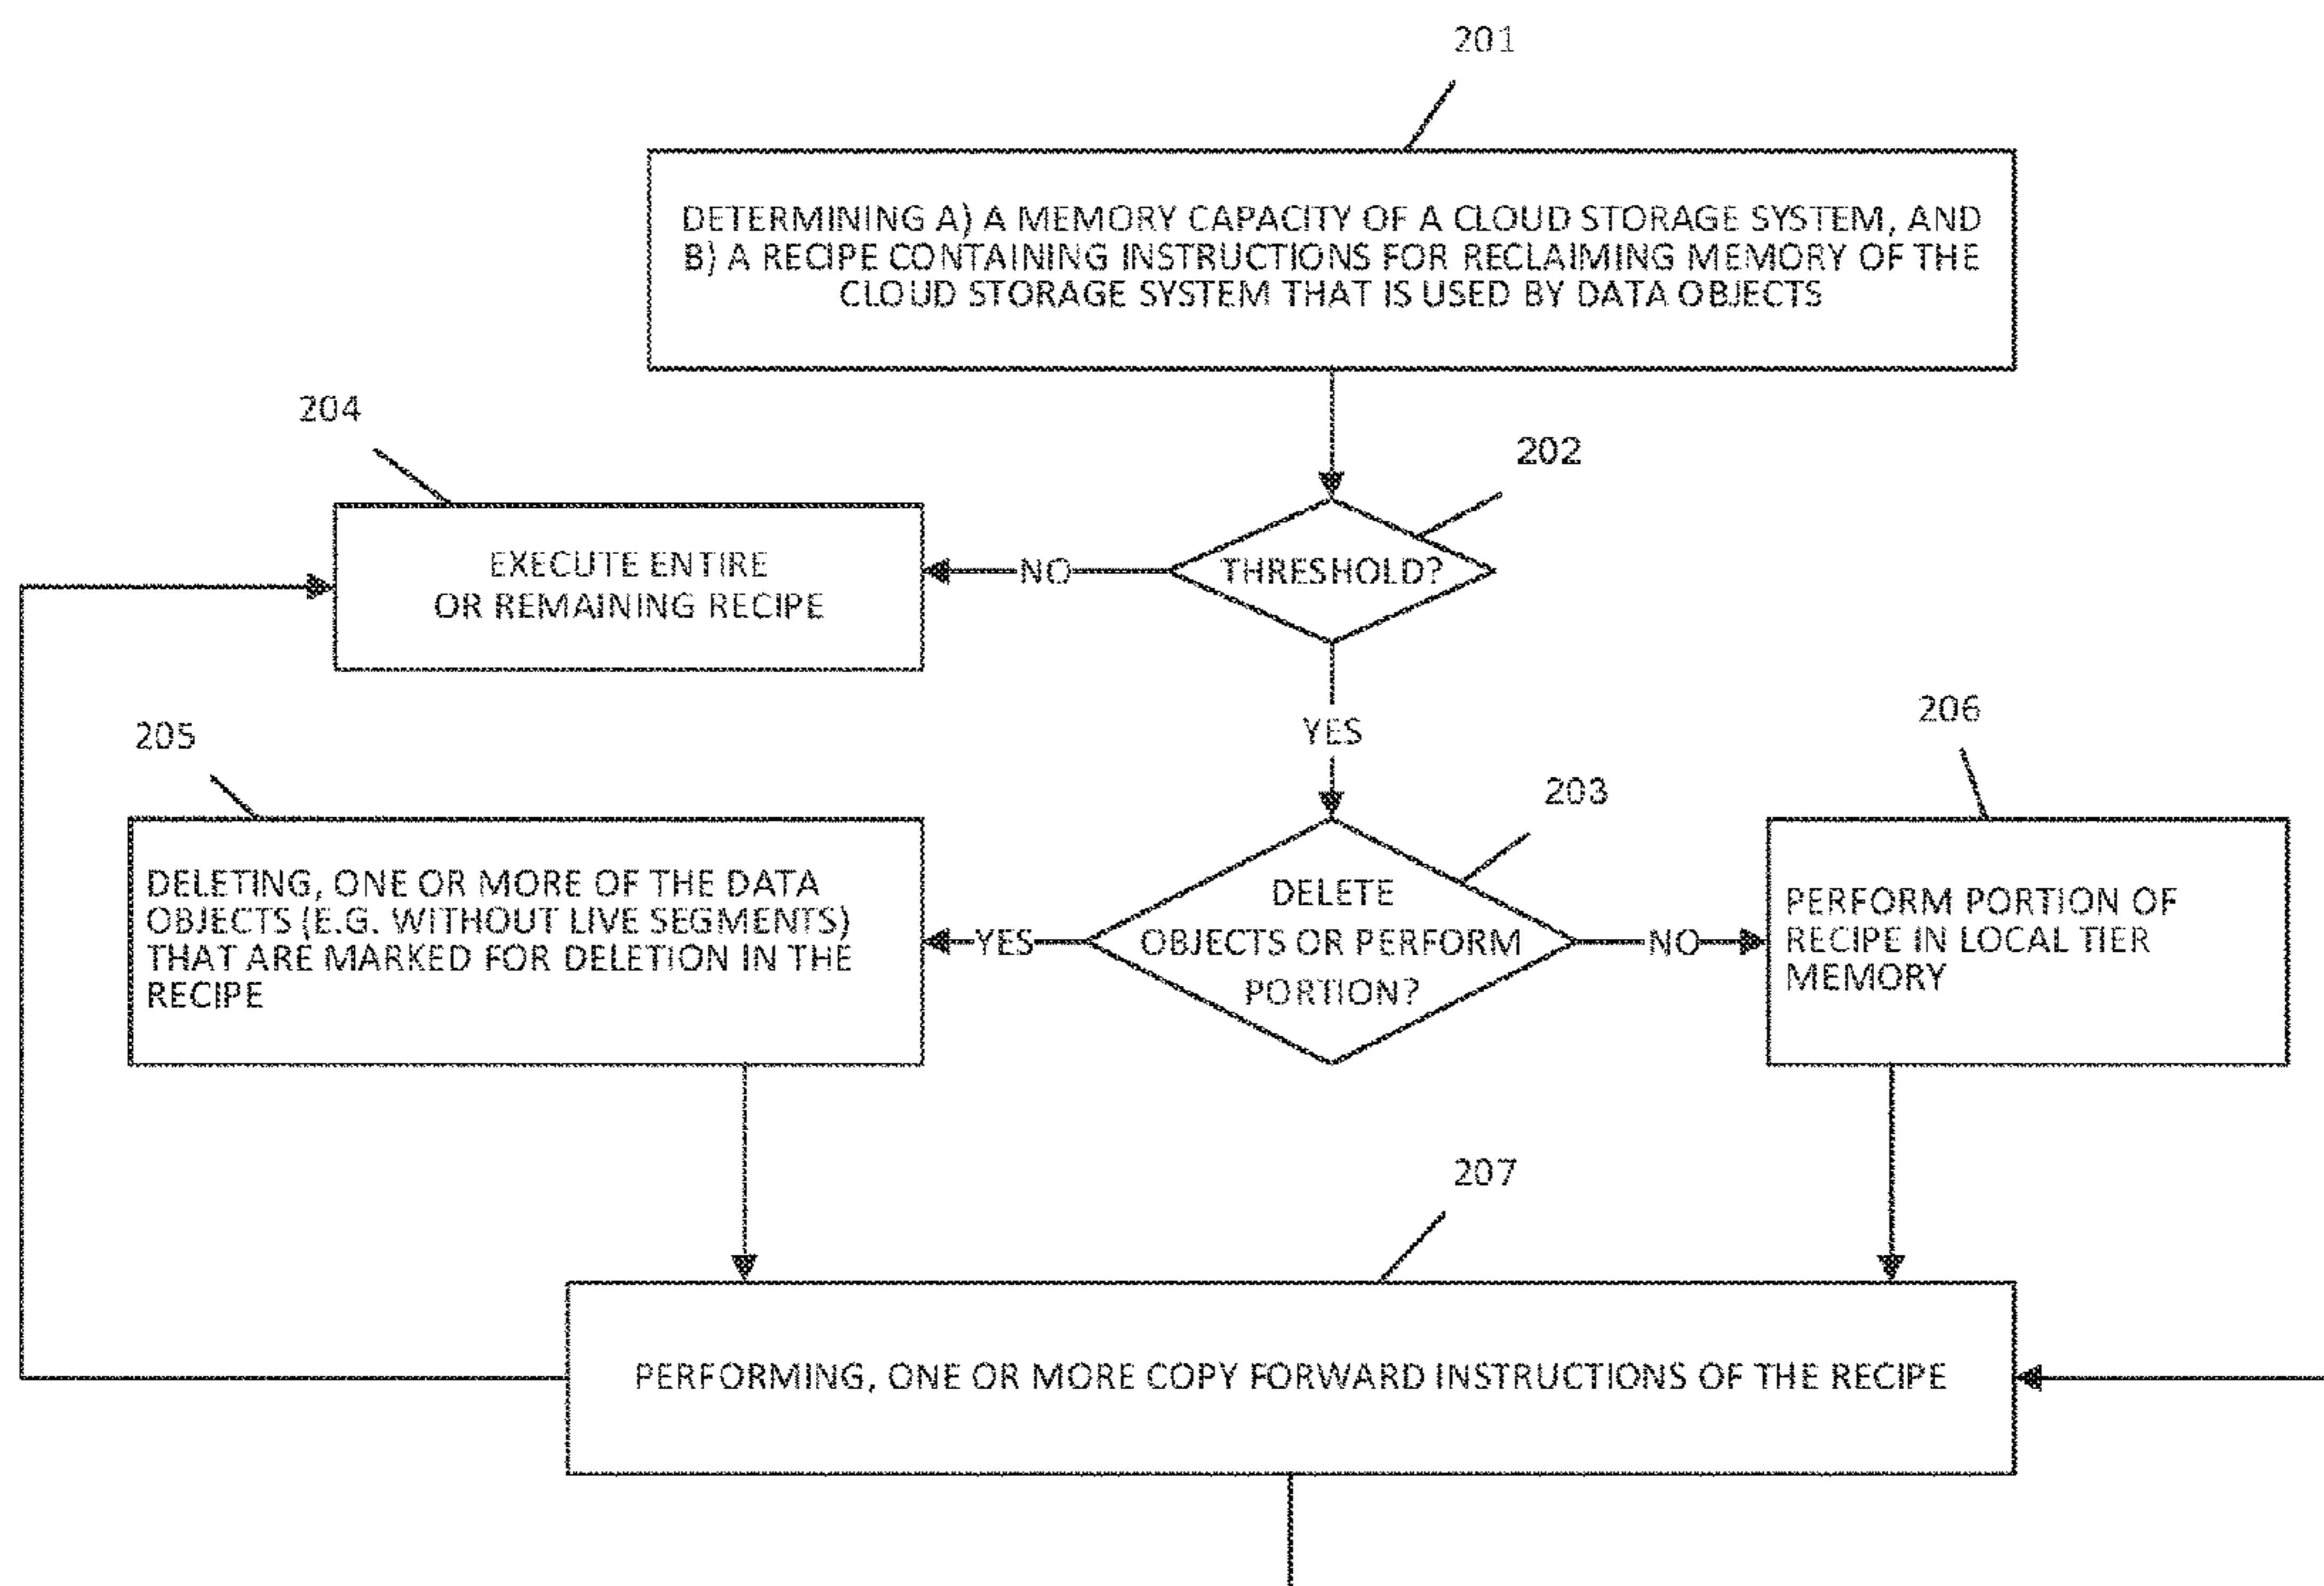 201
DETERMINING A) A MEMORY CAPACITY OF A CLOUD STORAGE SYSTEM, AND
B) A RECIPE CONTAINING INSTRUCTIONS FOR RECLAIMING MEMORY OF THE
CLOUD STORAGE SYSTEM THAT IS USED BY DATA OBJECTS
204
202
EXECUTE ENTIRE
OR REMAINING RECIPE
NO
THRESHOLD?
YES
205
206
203
DELETING, ONE OR MORE OF THE DATA
OBJECTS (E.G. WITHOUT LIVE SEGMENTS)
THAT ARE MARKED FOR DELETION IN THE
RECIPE
YES
DELETE
OBJECTS OR PERFORM
PORTION?
NO
PERFORM PORTION OF
RECIPE IN LOCAL TIER
MEMORY
207
PERFORMING, ONE OR MORE COPY FORWARD INSTRUCTIONS OF THE RECIPE